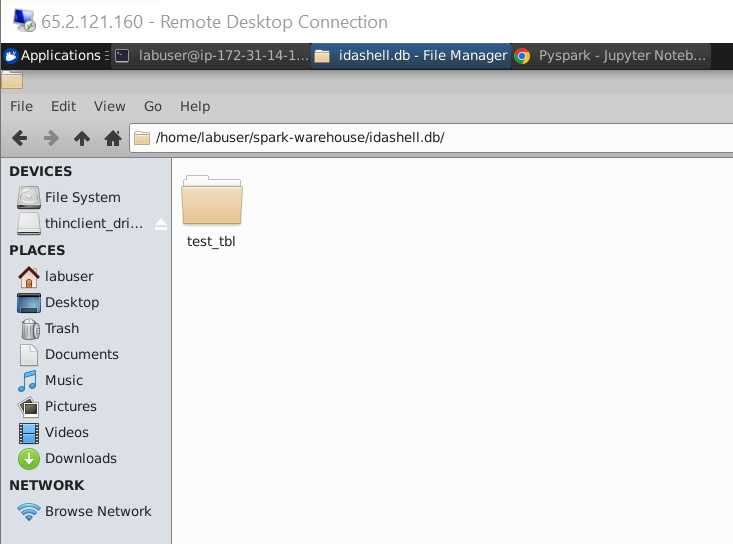 65.2.121.160 - Remote Desktop Connection
Applications labuser@ip-172-31-14-1... idashell.db - File Manager Pyspark - Jupyter Noteb...
File Edit View Go Help
/home/labuser/spark-warehouse/idashell.db/
DEVICES
File System
thinclient_dri...
PLACES
labuser
Desktop
Trash
Documents
Music
Pictures
Videos
Downloads
NETWORK
Browse Network
test_tbl